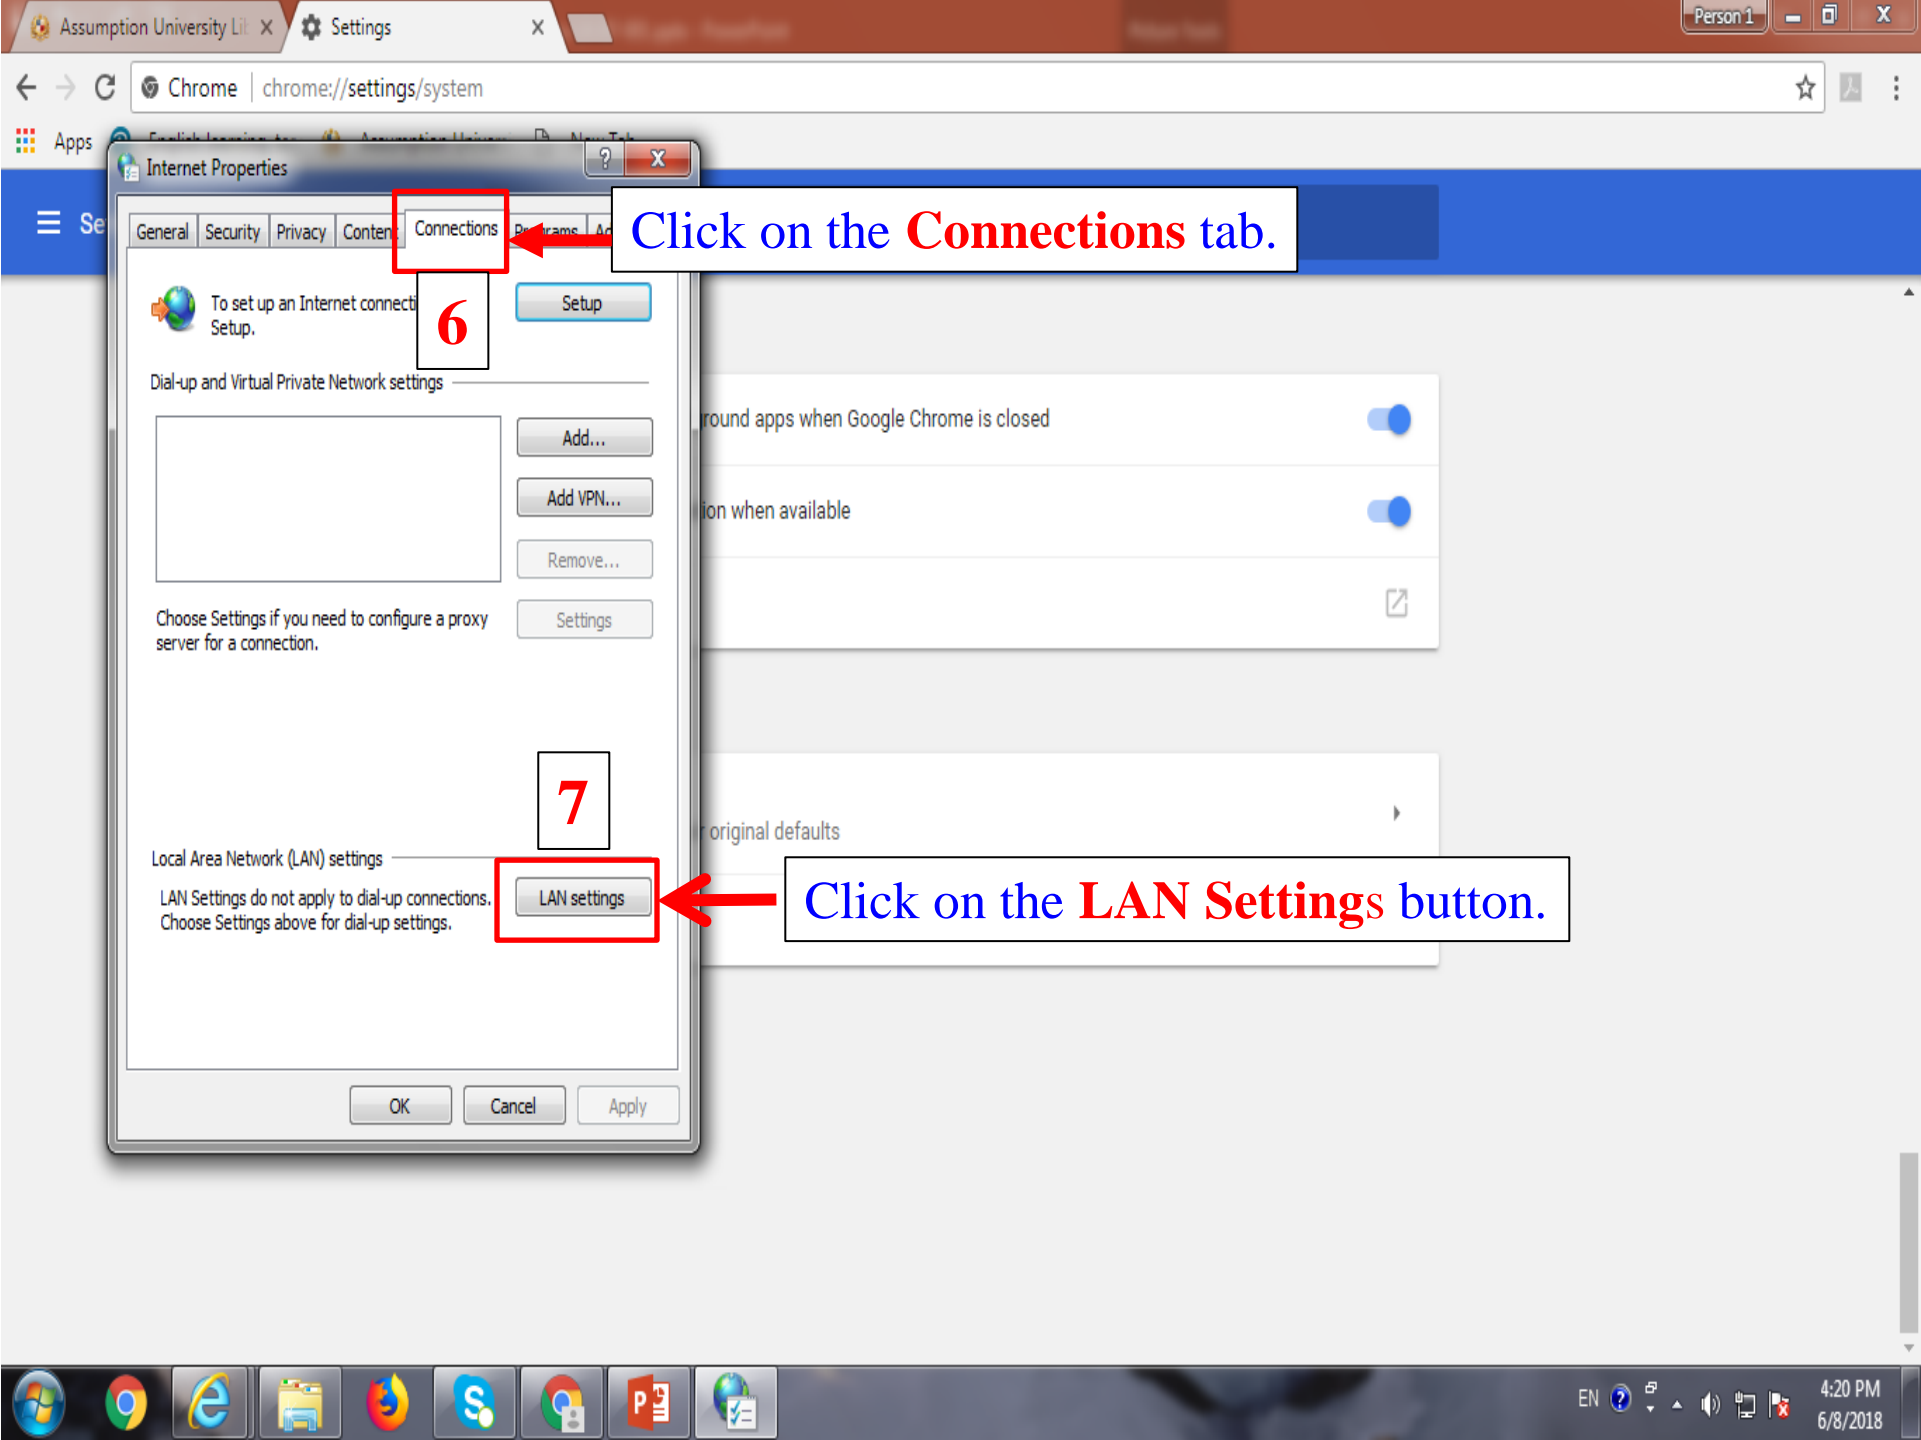 Assumption University Lib
Settings
Person 1
Chrome
chrome://settings/system
Apps
Internet Properties
General
Security
Privacy
Content
Connections
Click on the Connections tab.
To set up an Internet connecti
Setup.
6
Setup
Dial-up and Virtual Private Network settings
Add...
ground apps when Google Chrome is closed
Add VPN...
ion when available
Remove...
Choose Settings if you need to configure a proxy
server for a connection.
Settings
7
r original defaults
Local Area Network (LAN) settings
LAN Settings do not apply to dial-up connections.
Choose Settings above for dial-up settings.
LAN settings
Click on the LAN Settings button.
OK
Cancel
Apply
EN
4:20 PM
6/8/2018